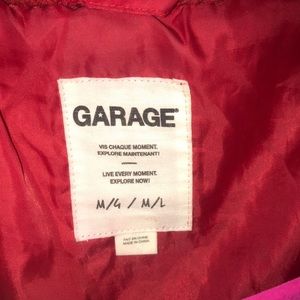 GARAGE
VIS CHAQUE MOMENT.
EXPLORE MAINTENANT!
LIVE EVERY MOMENT.
EXPLORE NOW!
M/G / M/L
MADE IN CHINA